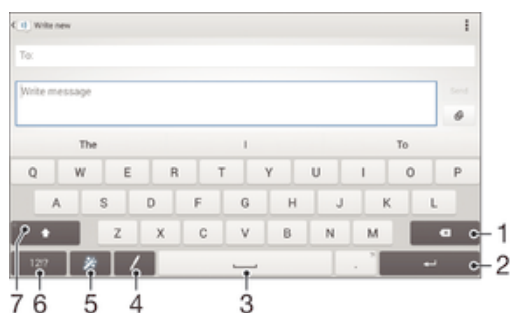 Write new
To:
Write message
Send
The I To
Q W E R T Y U I O P
A S D F G H J K L
Z X C V B N M 1
12!? . 2
7 6 5 4 3